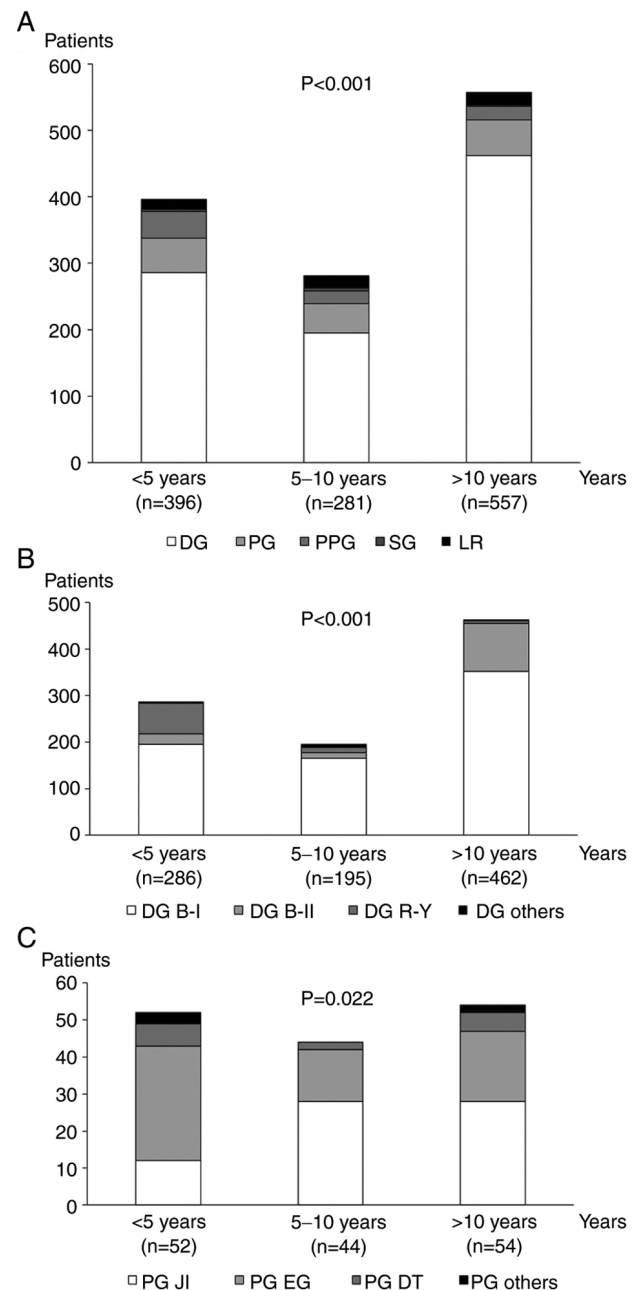 A
Patients
600
P<0.001
500
400
300
200
100
0
<5 years 5–10 years >10 years Years
(n=396) (n=281) (n=557)
DG PG PPG SG LR
B
Patients
500
P<0.001
400
300
200
100
0
<5 years 5–10 years >10 years Years
(n=286) (n=195) (n=462)
DG B-I DG B-II DG R-Y DG others
C
Patients
60
P=0.022
50
40
30
20
10
0
<5 years 5–10 years >10 years Years
(n=52) (n=44) (n=54)
PG JI PG EG PG DT PG others